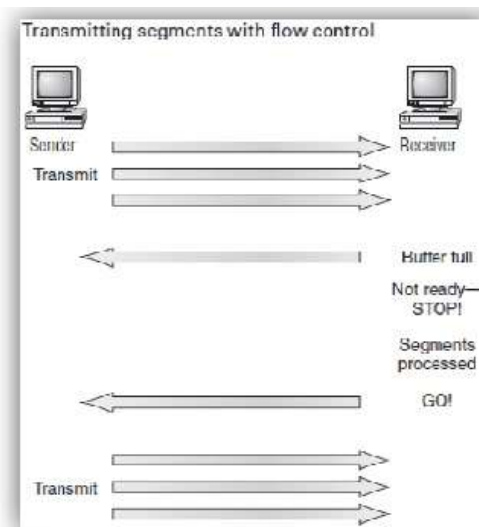 Transmitting segments with flow control
Sender
Receiver
Transmit
Buffer full
Not ready—
STOP!
Segments
processed
GO!
Transmit